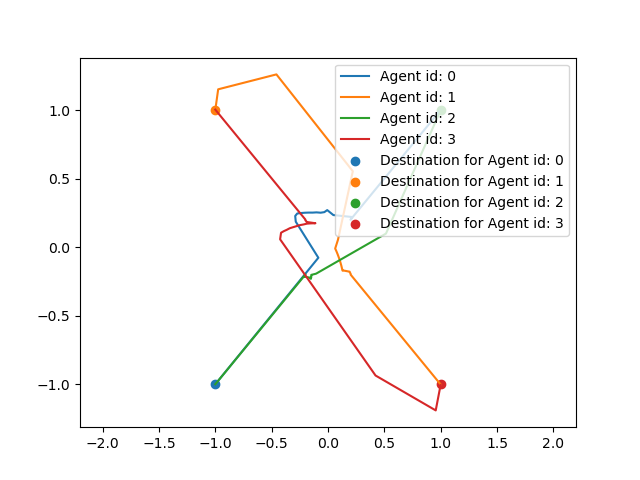 Agent id: 0
Agent id: 1
Agent id: 2
Agent id: 3
Destination for Agent id: 0
Destination for Agent id: 1
Destination for Agent id: 2
Destination for Agent id: 3
1.0
0.5
0.0
−0.5
−1.0
−2.0 −1.5 −1.0 −0.5 0.0 0.5 1.0 1.5 2.0